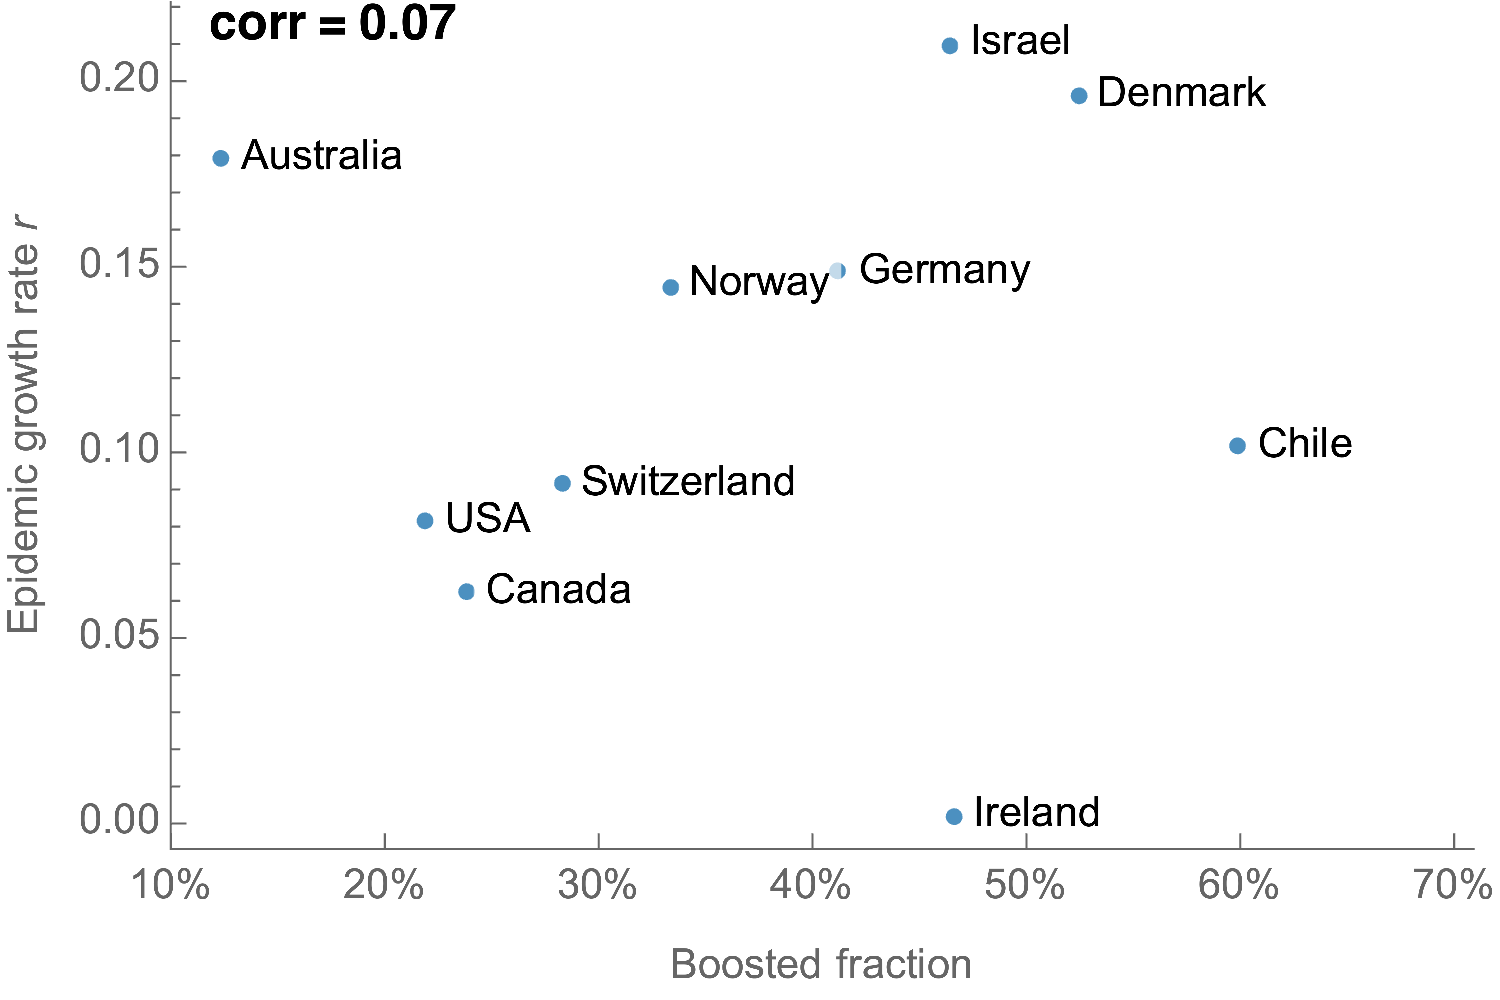 corr = 0.07
Israel
0.20
Denmark
Australia
0.15
Germany
Norway
Epidemic growth rate r
0.10
Chile
Switzerland
USA
Canada
0.05
0.00
Ireland
10% 20% 30% 40% 50% 60% 70%
Boosted fraction